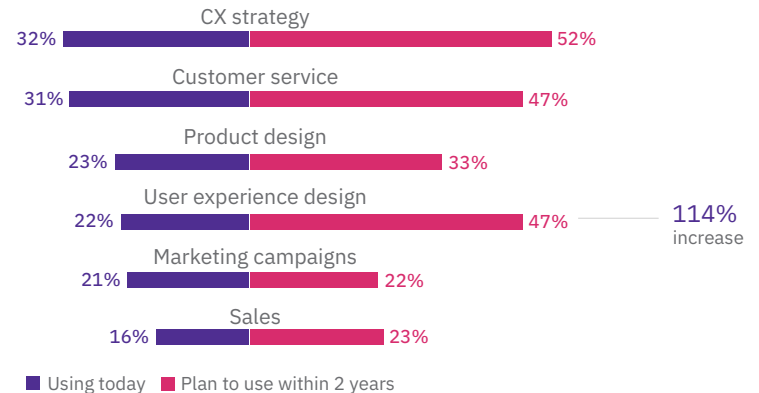 CX strategy
32% 52%
Customer service
31% 47%
Product design
23% 33%
User experience design
22% 47% 114%
increase
Marketing campaigns
21% 22%
Sales
16% 23%
Using today Plan to use within 2 years